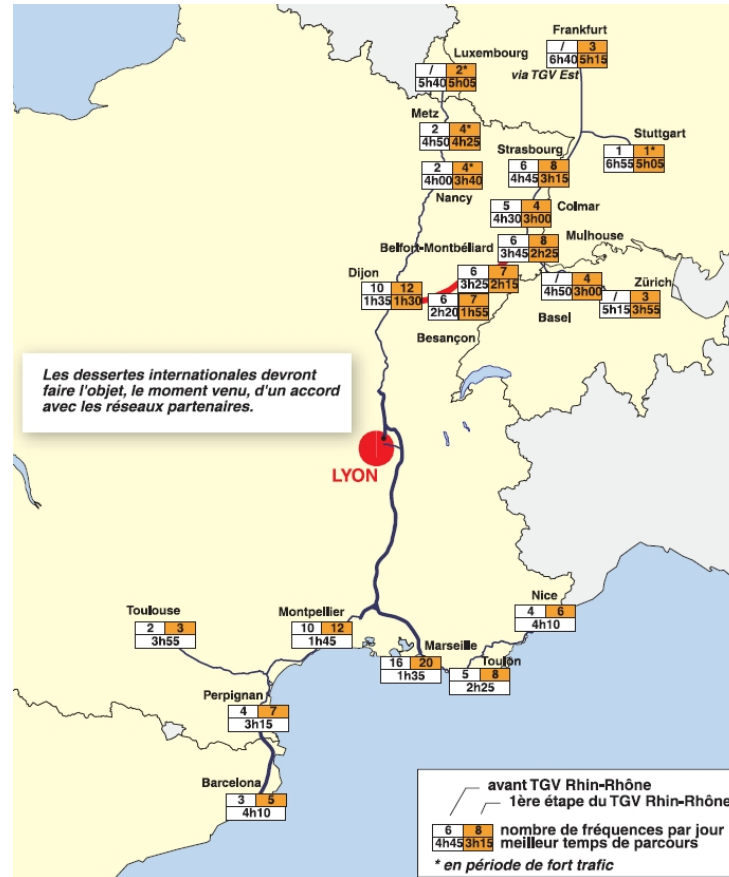 Frankfurt
/ 3
6h40 5h15
via TGV Est
Luxembourg
/ 2*
5h40 5h05
Metz
2 4*
4h50 4h25
Stuttgart
1 1*
6h55 5h05
Strasbourg
6 8
4h45 3h15
2 4*
4h00 3h40
Nancy
5 4
4h30 3h00
Colmar
Mulhouse
6 8
3h45 2h25
Belfort-Montbéliard
6 7
3h25 2h15
Dijon
10 12
1h35 1h30
6 7
2h20 1h55
Besançon
/ 4
4h50 3h00
Basel
Zürich
/ 3
5h15 3h55
Les dessertes internationales devront
faire l'objet, le moment venu, d'un accord
avec les réseaux partenaires.
LYON
Nice
4 6
4h10
Toulouse
2 3
3h55
Montpellier
10 12
1h45
Marseille
16 20
1h35
Toulon
5 8
2h25
Perpignan
4 7
3h15
Barcelona
3 5
4h10
avant TGV Rhin-Rhône
1ère étape du TGV Rhin-Rhône
6 8 nombre de fréquences par jour
4h45 3h15 meilleur temps de parcours
* en période de fort trafic